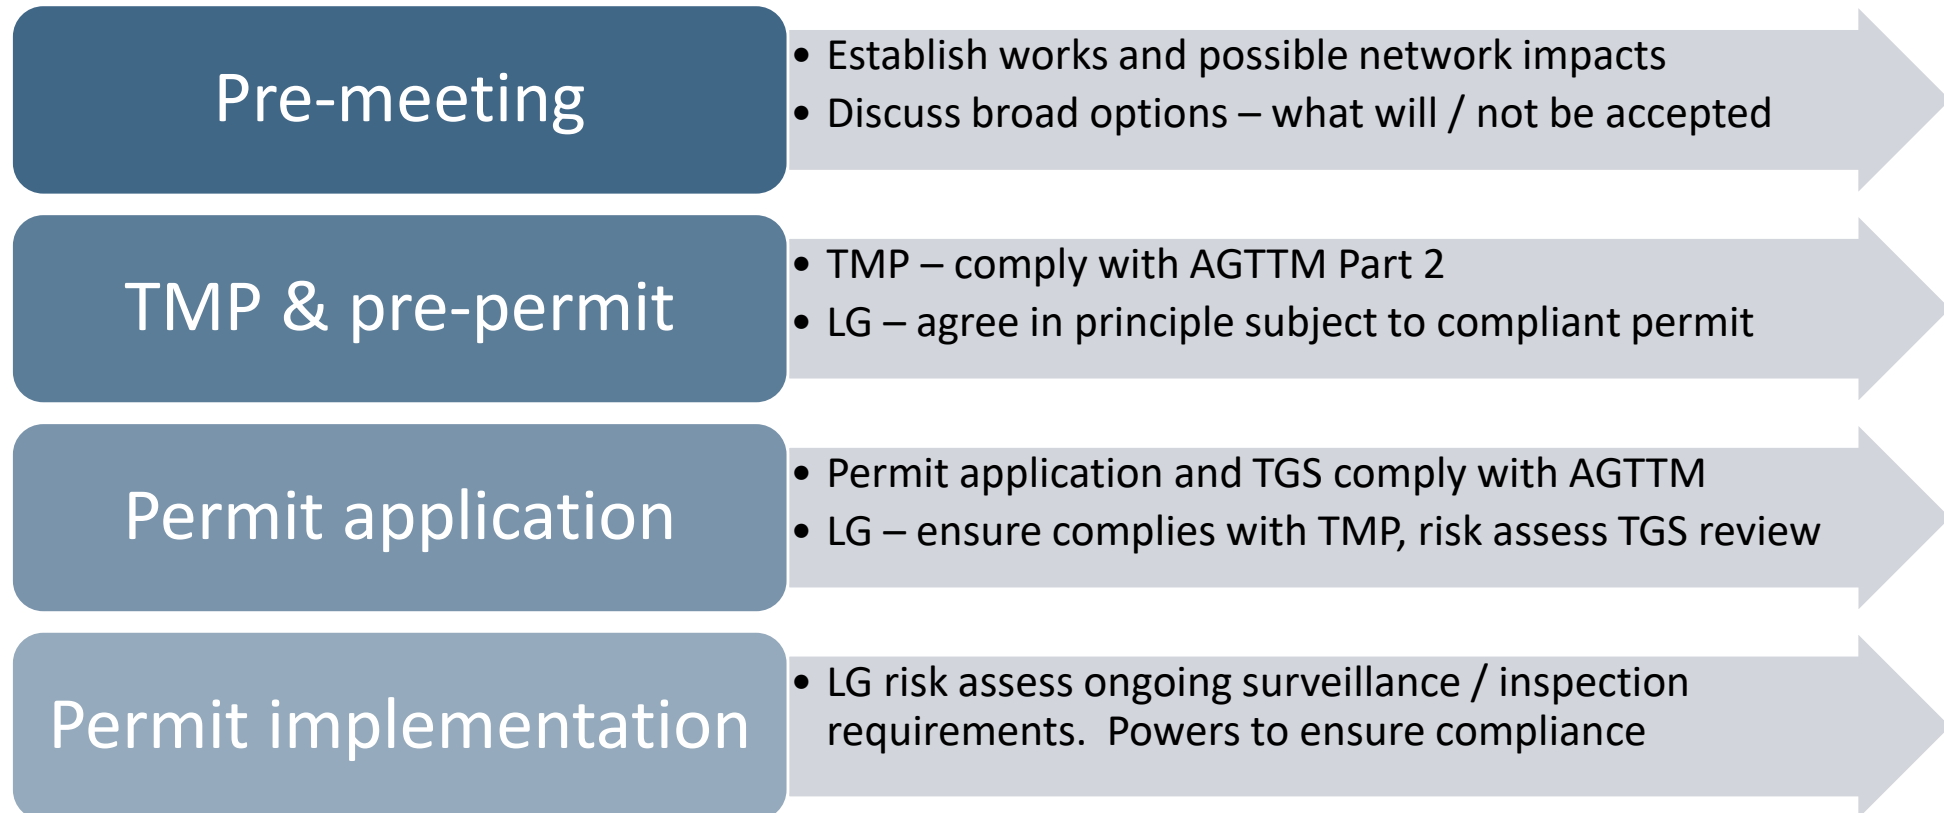 Pre-meeting
• Establish works and possible network impacts
• Discuss broad options – what will / not be accepted
TMP & pre-permit
• TMP – comply with AGTTM Part 2
• LG – agree in principle subject to compliant permit
Permit application
• Permit application and TGS comply with AGTTM
• LG – ensure complies with TMP, risk assess TGS review
Permit implementation
• LG risk assess ongoing surveillance / inspection
requirements.  Powers to ensure compliance